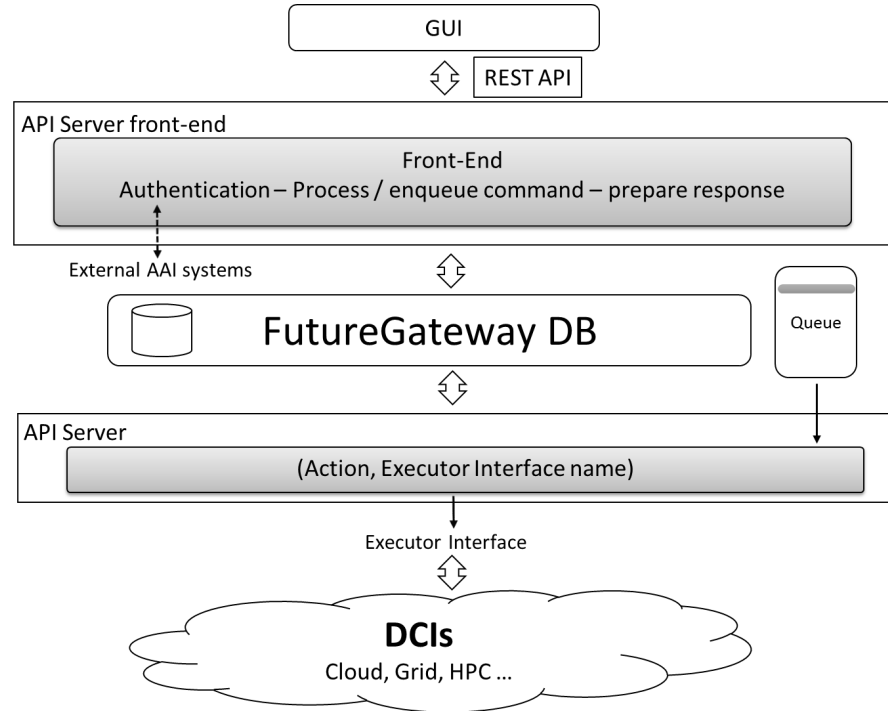 GUI
REST API
API Server front-end
Front-End
Authentication – Process / enqueue command – prepare response
External AAI systems
FutureGateway DB
Queue
API Server
(Action, Executor Interface name)
Executor Interface
DCIs
Cloud, Grid, HPC ...